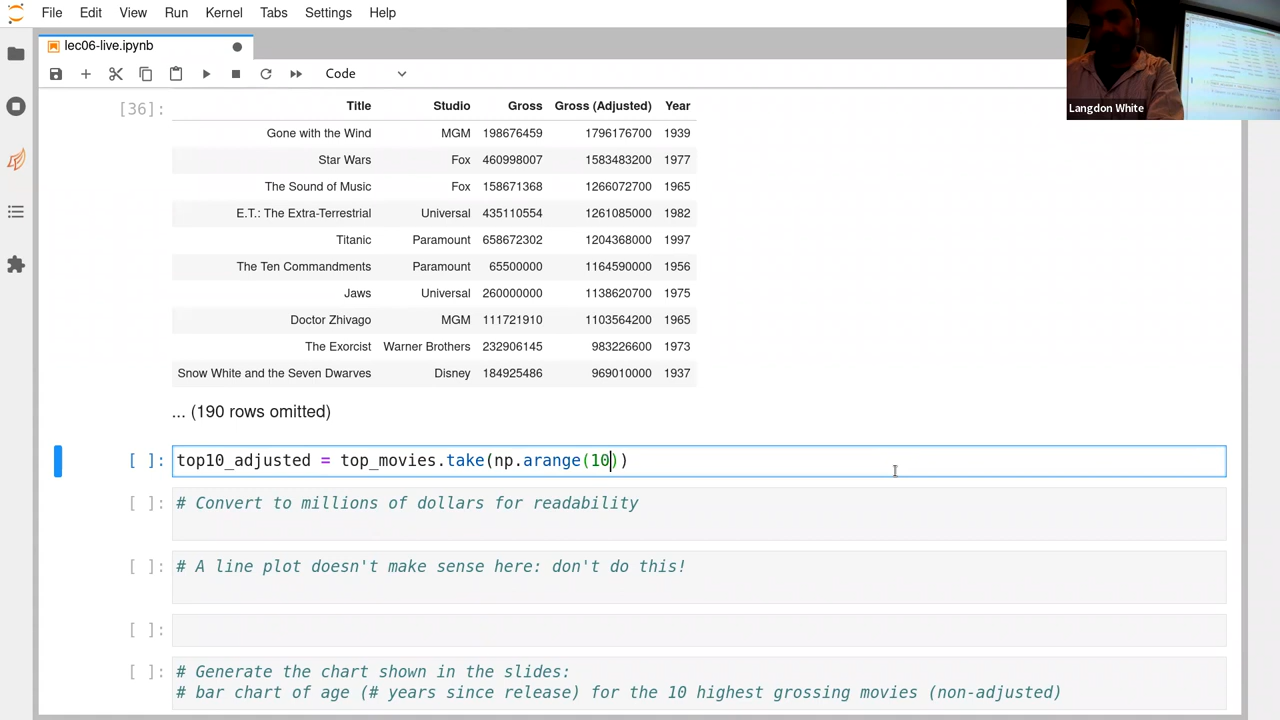 File Edit View Run Kernel Tabs Settings Help
lec06-live.ipynb
Code
Langdon White
[36]:
Title Studio Gross Gross (Adjusted) Year
Gone with the Wind MGM 198676459 1796176700 1939
Star Wars Fox 460998007 1583483200 1977
The Sound of Music Fox 158671368 1266072700 1965
E.T.: The Extra-Terrestrial Universal 435110554 1261085000 1982
Titanic Paramount 658672302 1204368000 1997
The Ten Commandments Paramount 65500000 1164590000 1956
Jaws Universal 260000000 1138620700 1975
Doctor Zhivago MGM 111721910 1103564200 1965
The Exorcist Warner Brothers 232906145 983226600 1973
Snow White and the Seven Dwarves Disney 184925486 969010000 1937
... (190 rows omitted)
[ ]: top10_adjusted = top_movies.take(np.arange(10))
[ ]: # Convert to millions of dollars for readability
[ ]: # A line plot doesn't make sense here: don't do this!
[ ]:
[ ]: # Generate the chart shown in the slides:
# bar chart of age (# years since release) for the 10 highest grossing movies (non-adjusted)